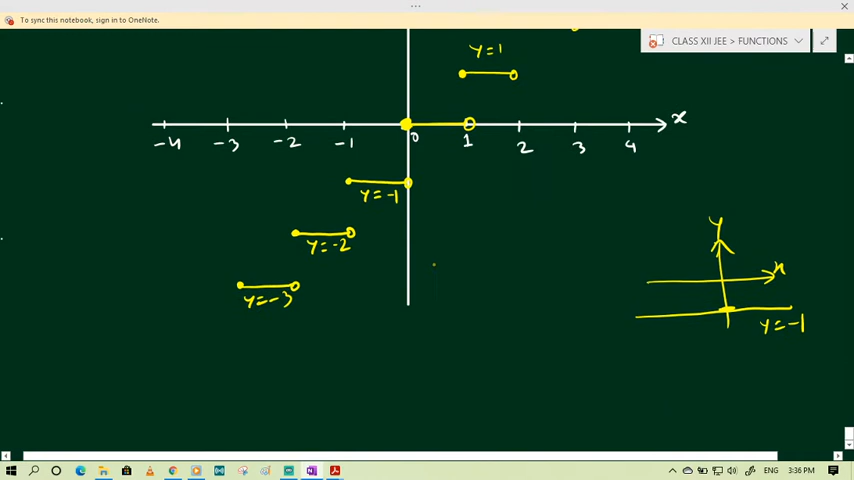 To sync this notebook, sign in to OneNote.
CLASS XII JEE > FUNCTIONS
y=1
x
-4 -3 -2 -1 0 1 2 3 4
y=-1
y=-2
y=-3
y
x
y=-1
ENG 3:36 PM